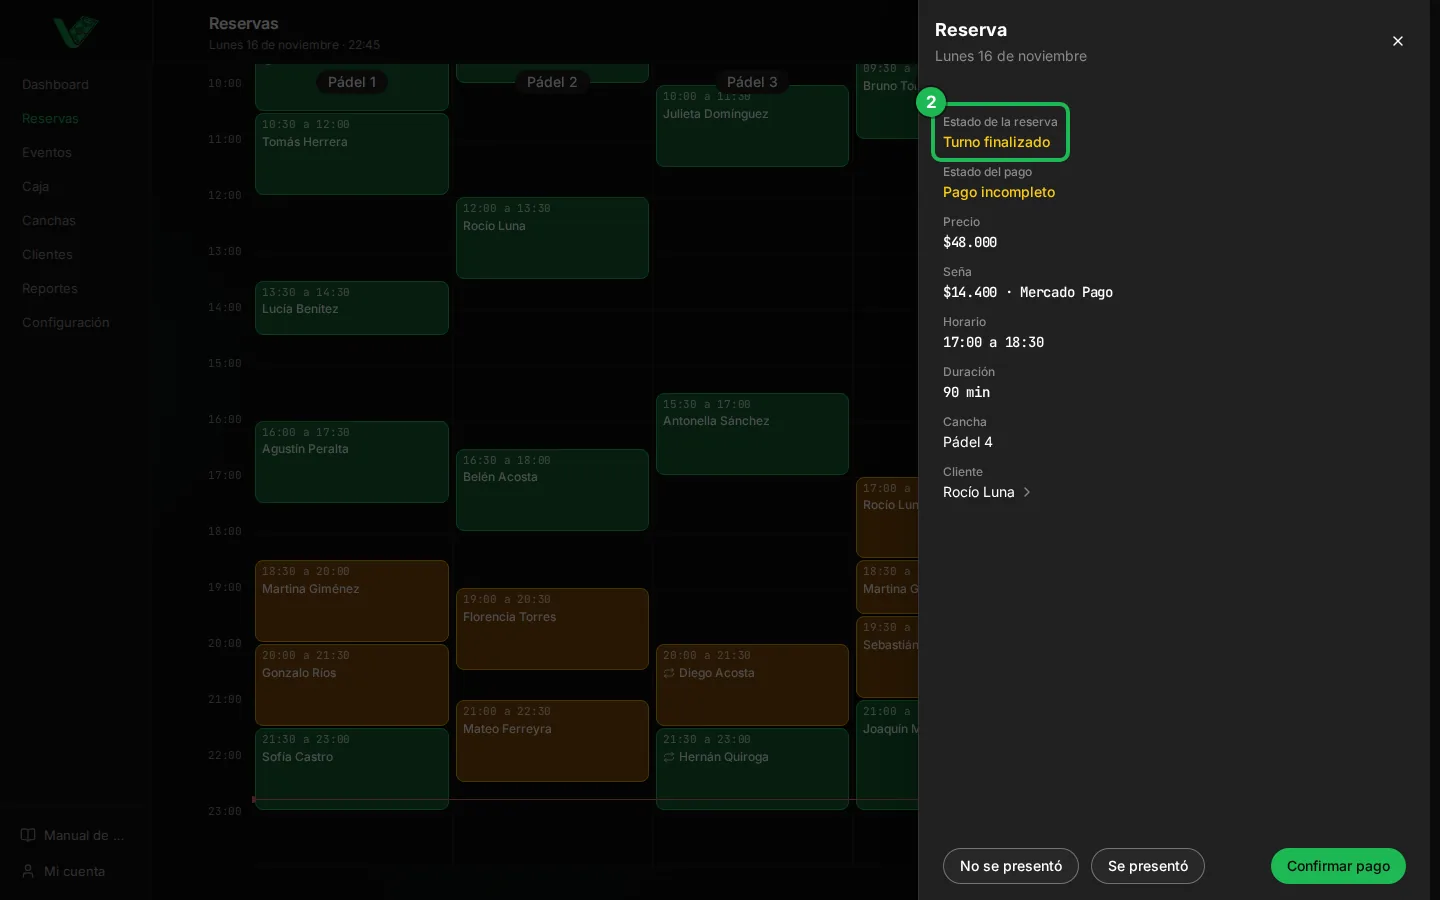 Reservas
Lunes 16 de noviembre · 22:45
Dashboard
Reservas
Eventos
Caja
Canchas
Clientes
Reportes
Configuración
Manual de ...
Mi cuenta
Pádel 1
Pádel 2
Pádel 3
10:00
11:00
12:00
13:00
14:00
15:00
16:00
17:00
18:00
19:00
20:00
21:00
22:00
23:00
10:30 a 12:00
Tomás Herrera
13:30 a 14:30
Lucía Benítez
16:00 a 17:30
Agustín Peralta
18:30 a 20:00
Martina Giménez
20:00 a 21:30
Gonzalo Ríos
21:30 a 23:00
Sofía Castro
12:00 a 13:30
Rocío Luna
16:30 a 18:00
Belén Acosta
19:00 a 20:30
Florencia Torres
21:00 a 22:30
Mateo Ferreyra
10:00 a 11:30
Julieta Domínguez
15:30 a 17:00
Antonella Sánchez
20:00 a 21:30
Diego Acosta
21:30 a 23:00
Hernán Quiroga
09:30 a
Bruno To
17:00 a
Rocío Lun
18:30 a
Martina G
19:30 a
Sebastián
21:00 a
Joaquín M
Reserva
Lunes 16 de noviembre
2
Estado de la reserva
Turno finalizado
Estado del pago
Pago incompleto
Precio
$48.000
Seña
$14.400 · Mercado Pago
Horario
17:00 a 18:30
Duración
90 min
Cancha
Pádel 4
Cliente
Rocío Luna
No se presentó
Se presentó
Confirmar pago